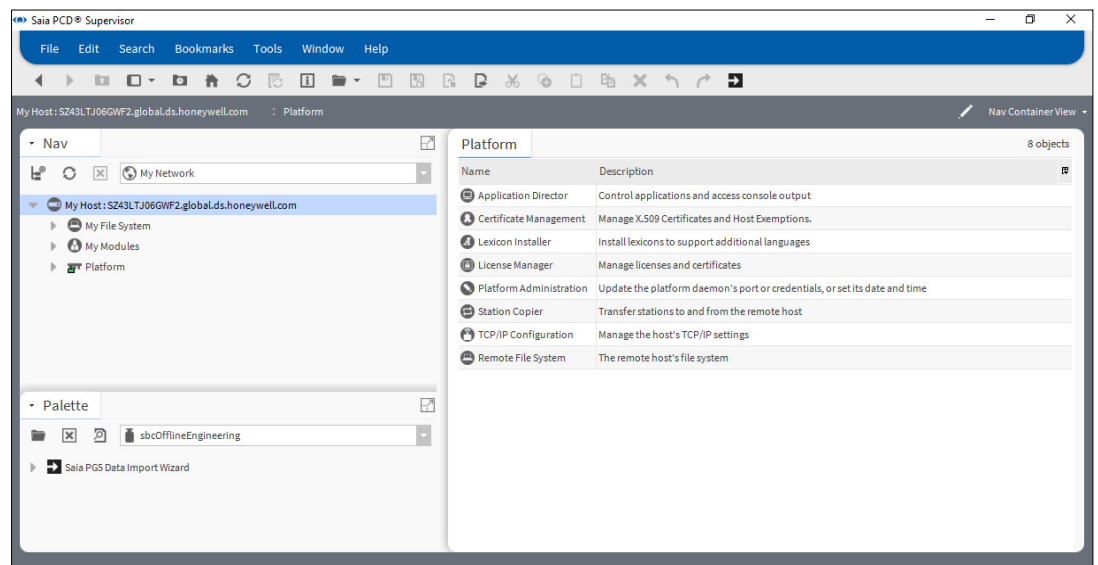 Saia PCD® Supervisor
File Edit Search Bookmarks Tools Window Help
My Host : SZ43LTJ06GWF2.global.ds.honeywell.com : Platform
Nav Container View
Nav
My Network
My Host : SZ43LTJ06GWF2.global.ds.honeywell.com
My File System
My Modules
Platform
Palette
sbcOfflineEngineering
Saia PG5 Data Import Wizard
Platform 8 objects
Name Description
Application Director Control applications and access console output
Certificate Management Manage X.509 Certificates and Host Exemptions.
Lexicon Installer Install lexicons to support additional languages
License Manager Manage licenses and certificates
Platform Administration Update the platform daemon's port or credentials, or set its date and time
Station Copier Transfer stations to and from the remote host
TCP/IP Configuration Manage the host's TCP/IP settings
Remote File System The remote host's file system